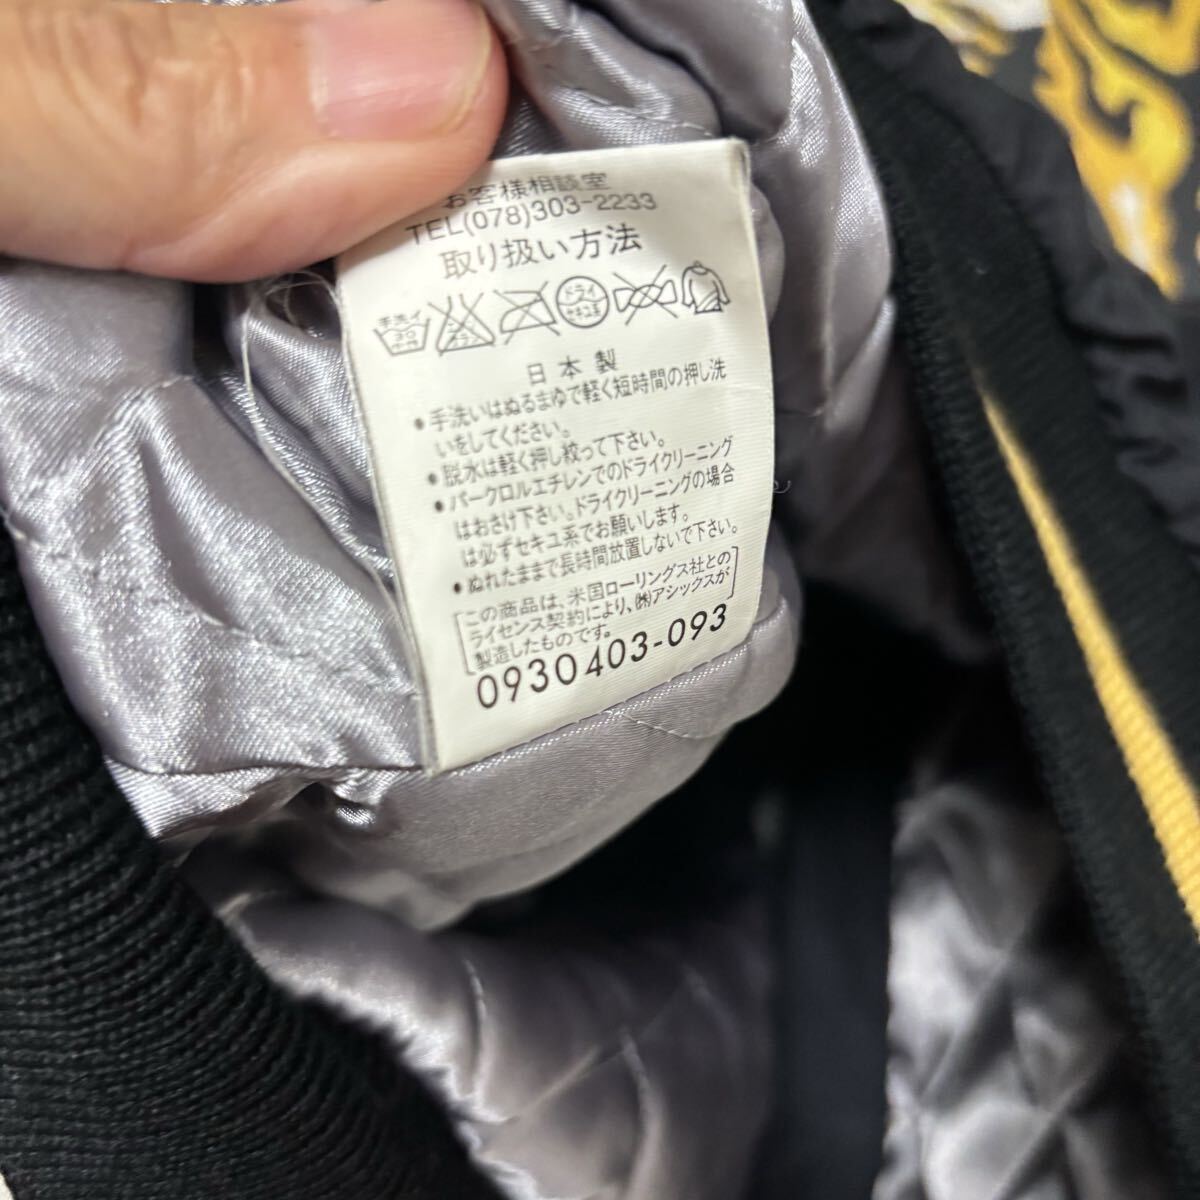 お客様相談室
TEL(078)303-2233
取り扱い方法
手洗イ 30 ドライ セキユ系
日本製
・手洗いはぬるまゆで軽く短時間の押し洗
いをしてください。
・脱水は軽く押し絞って下さい。
・パークロルエチレンでのドライクリーニング
はおさけ下さい。ドライクリーニングの場合
は必ずセキユ系でお願いします。
・ぬれたままで長時間放置しないで下さい。
この商品は、米国ローリングス社との
ライセンス契約により、㈱アシックスが
製造したものです。
0930403-093